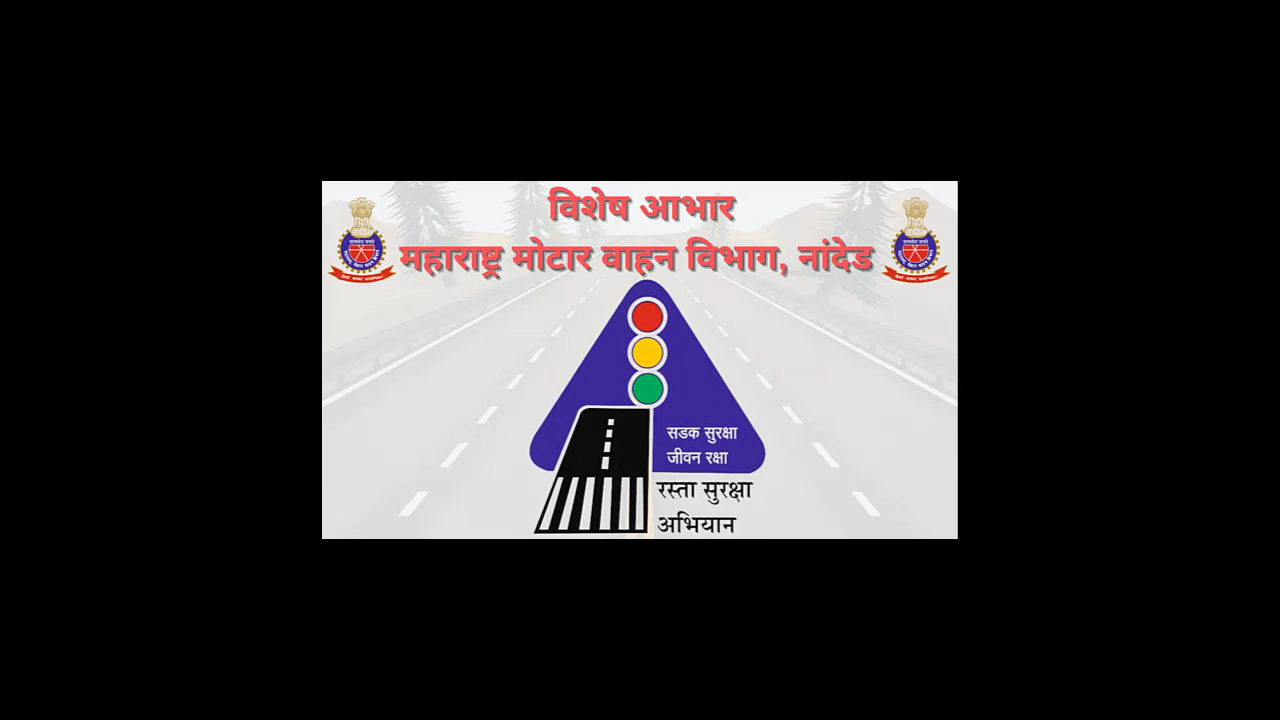 विशेष आभार
महाराष्ट्र मोटार वाहन विभाग, नांदेड
सडक सुरक्षा
जीवन रक्षा
रस्ता सुरक्षा
अभियान